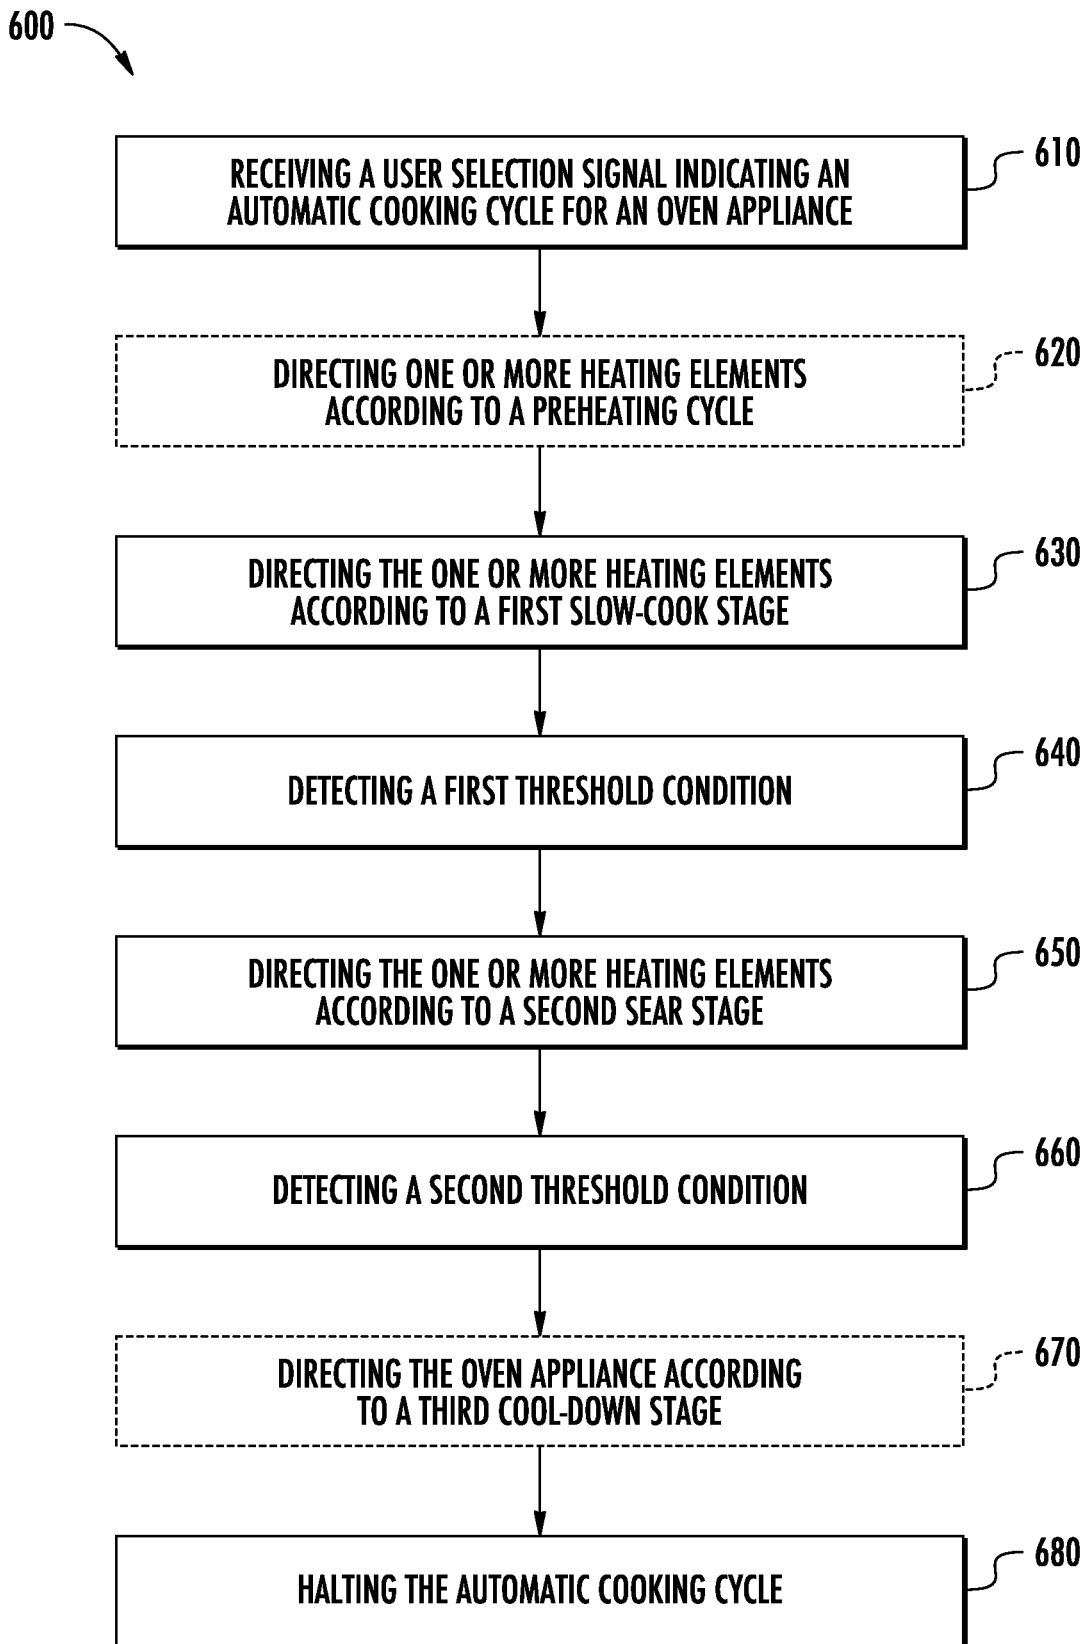 600
RECEIVING A USER SELECTION SIGNAL INDICATING AN
AUTOMATIC COOKING CYCLE FOR AN OVEN APPLIANCE
610
DIRECTING ONE OR MORE HEATING ELEMENTS
ACCORDING TO A PREHEATING CYCLE
620
DIRECTING THE ONE OR MORE HEATING ELEMENTS
ACCORDING TO A FIRST SLOW-COOK STAGE
630
DETECTING A FIRST THRESHOLD CONDITION
640
DIRECTING THE ONE OR MORE HEATING ELEMENTS
ACCORDING TO A SECOND SEAR STAGE
650
DETECTING A SECOND THRESHOLD CONDITION
660
DIRECTING THE OVEN APPLIANCE ACCORDING
TO A THIRD COOL-DOWN STAGE
670
HALTING THE AUTOMATIC COOKING CYCLE
680